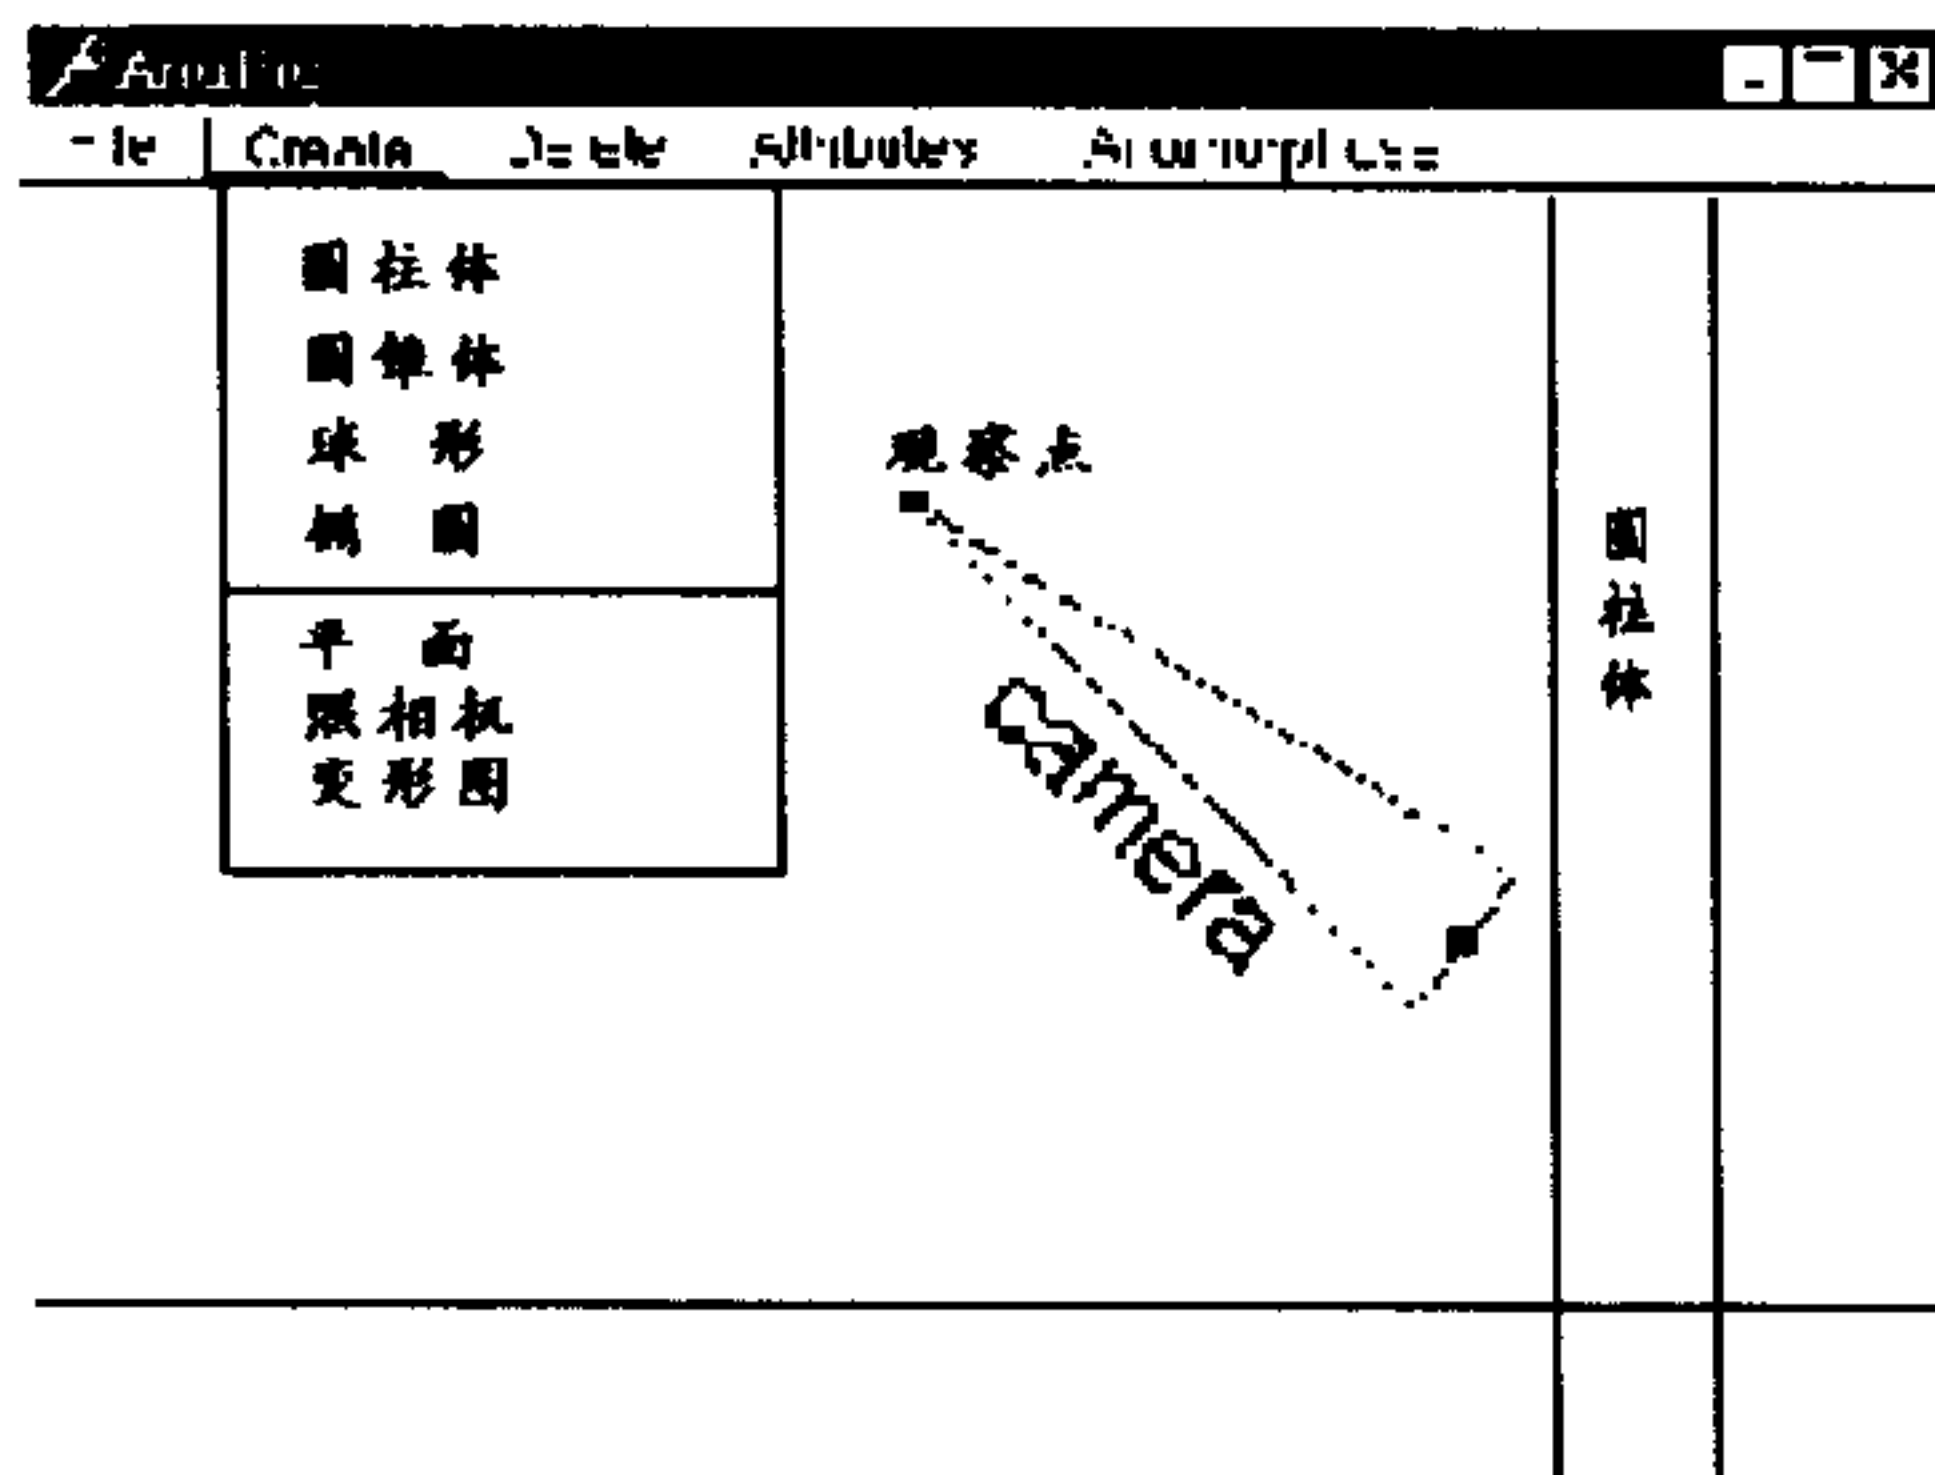 Create Attributes
圆柱体
圆锥体
球 形
椭 圆
平 面
照相机
变形图
观察点
Camera
圆柱体